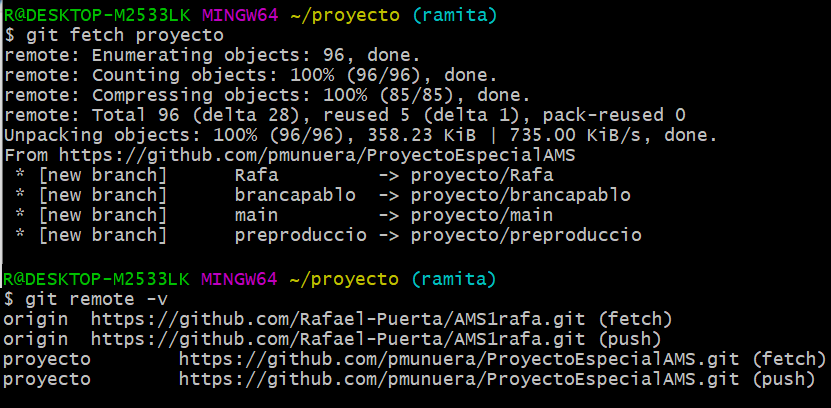 R@DESKTOP-M2533LK MINGW64 ~/proyecto (ramita)
$ git fetch proyecto
remote: Enumerating objects: 96, done.
remote: Counting objects: 100% (96/96), done.
remote: Compressing objects: 100% (85/85), done.
remote: Total 96 (delta 28), reused 5 (delta 1), pack-reused 0
Unpacking objects: 100% (96/96), 358.23 KiB | 735.00 KiB/s, done.
From https://github.com/pmunuera/ProyectoEspecialAMS
 * [new branch]      Rafa         -> proyecto/Rafa
 * [new branch]      brancapablo  -> proyecto/brancapablo
 * [new branch]      main         -> proyecto/main
 * [new branch]      preproduccio -> proyecto/preproduccio
R@DESKTOP-M2533LK MINGW64 ~/proyecto (ramita)
$ git remote -v
origin  https://github.com/Rafael-Puerta/AMS1rafa.git (fetch)
origin  https://github.com/Rafael-Puerta/AMS1rafa.git (push)
proyecto        https://github.com/pmunuera/ProyectoEspecialAMS.git (fetch)
proyecto        https://github.com/pmunuera/ProyectoEspecialAMS.git (push)